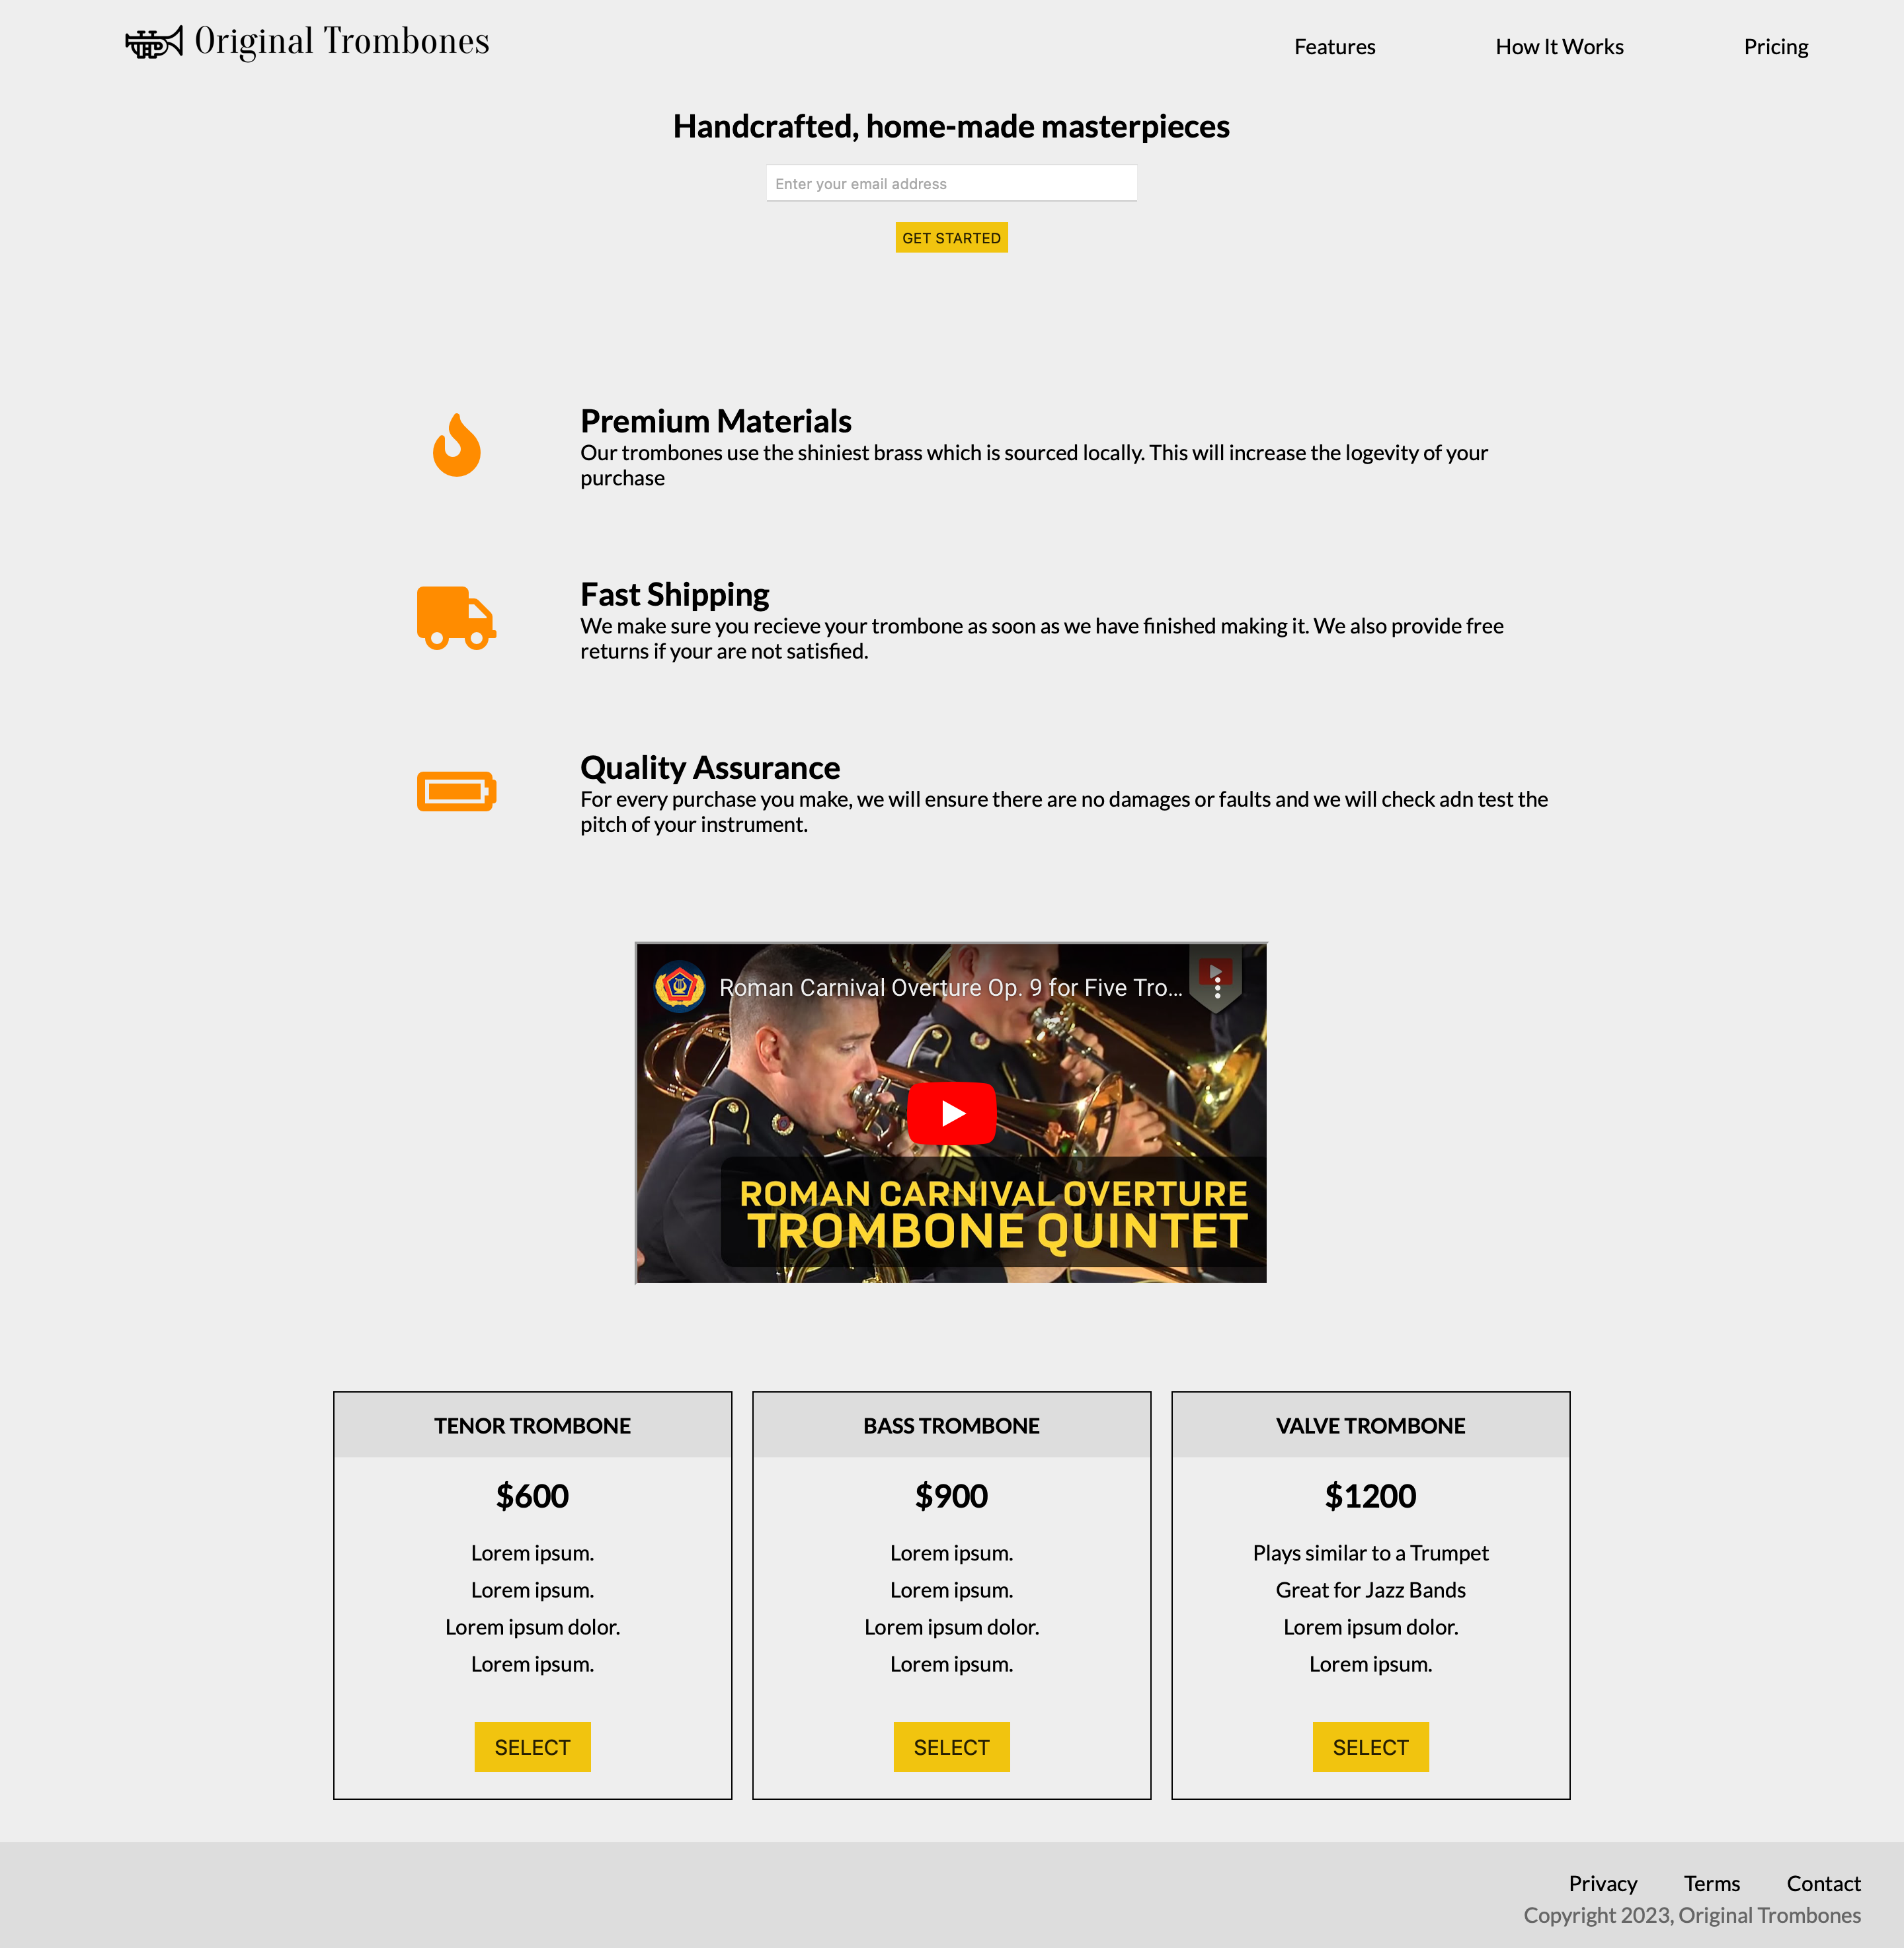 Original Trombones
Features
How It Works
Pricing
Handcrafted, home-made masterpieces
Enter your email address
GET STARTED
Premium Materials
Our trombones use the shiniest brass which is sourced locally. This will increase the logevity of your
purchase
Fast Shipping
We make sure you recieve your trombone as soon as we have finished making it. We also provide free
returns if your are not satisfied.
Quality Assurance
For every purchase you make, we will ensure there are no damages or faults and we will check adn test the
pitch of your instrument.
Roman Carnival Overture Op. 9 for Five Tro...
ROMAN CARNIVAL OVERTURE
TROMBONE QUINTET
TENOR TROMBONE
$600
Lorem ipsum.
Lorem ipsum.
Lorem ipsum dolor.
Lorem ipsum.
SELECT
BASS TROMBONE
$900
Lorem ipsum.
Lorem ipsum.
Lorem ipsum dolor.
Lorem ipsum.
SELECT
VALVE TROMBONE
$1200
Plays similar to a Trumpet
Great for Jazz Bands
Lorem ipsum dolor.
Lorem ipsum.
SELECT
Privacy
Terms
Contact
Copyright 2023, Original Trombones